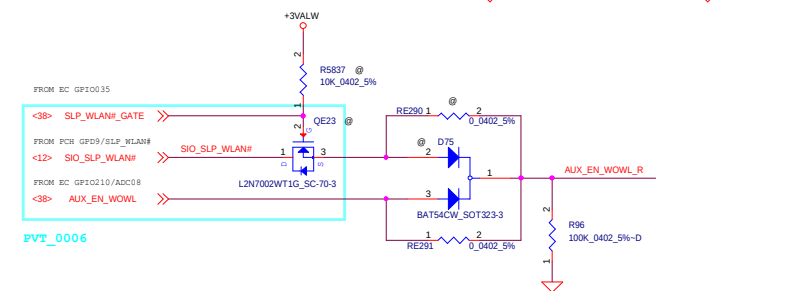 +3VALW
2
R5837 @
10K_0402_5%
1
FROM EC GPIO035
<38> SLP_WLAN#_GATE
2
G
QE23 @
FROM PCH GPD9/SLP_WLAN#
<12> SIO_SLP_WLAN#
SIO_SLP_WLAN#
1
D
3
S
L2N7002WT1G_SC-70-3
FROM EC GPIO210/ADC08
<38> AUX_EN_WOWL
PVT_0006
@
RE290 1 2
0_0402_5%
@ D75
2
1
3
BAT54CW_SOT323-3
1 2
RE291 0_0402_5%
AUX_EN_WOWL_R
2
R96
100K_0402_5%~D
1